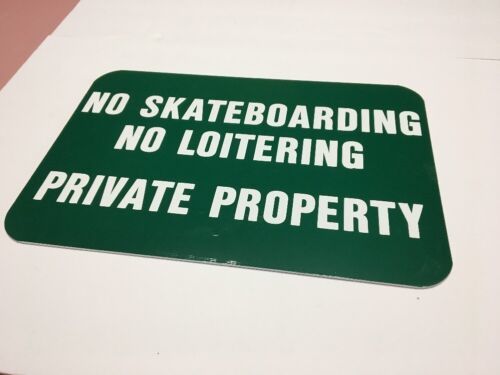 NO SKATEBOARDING
NO LOITERING
PRIVATE PROPERTY